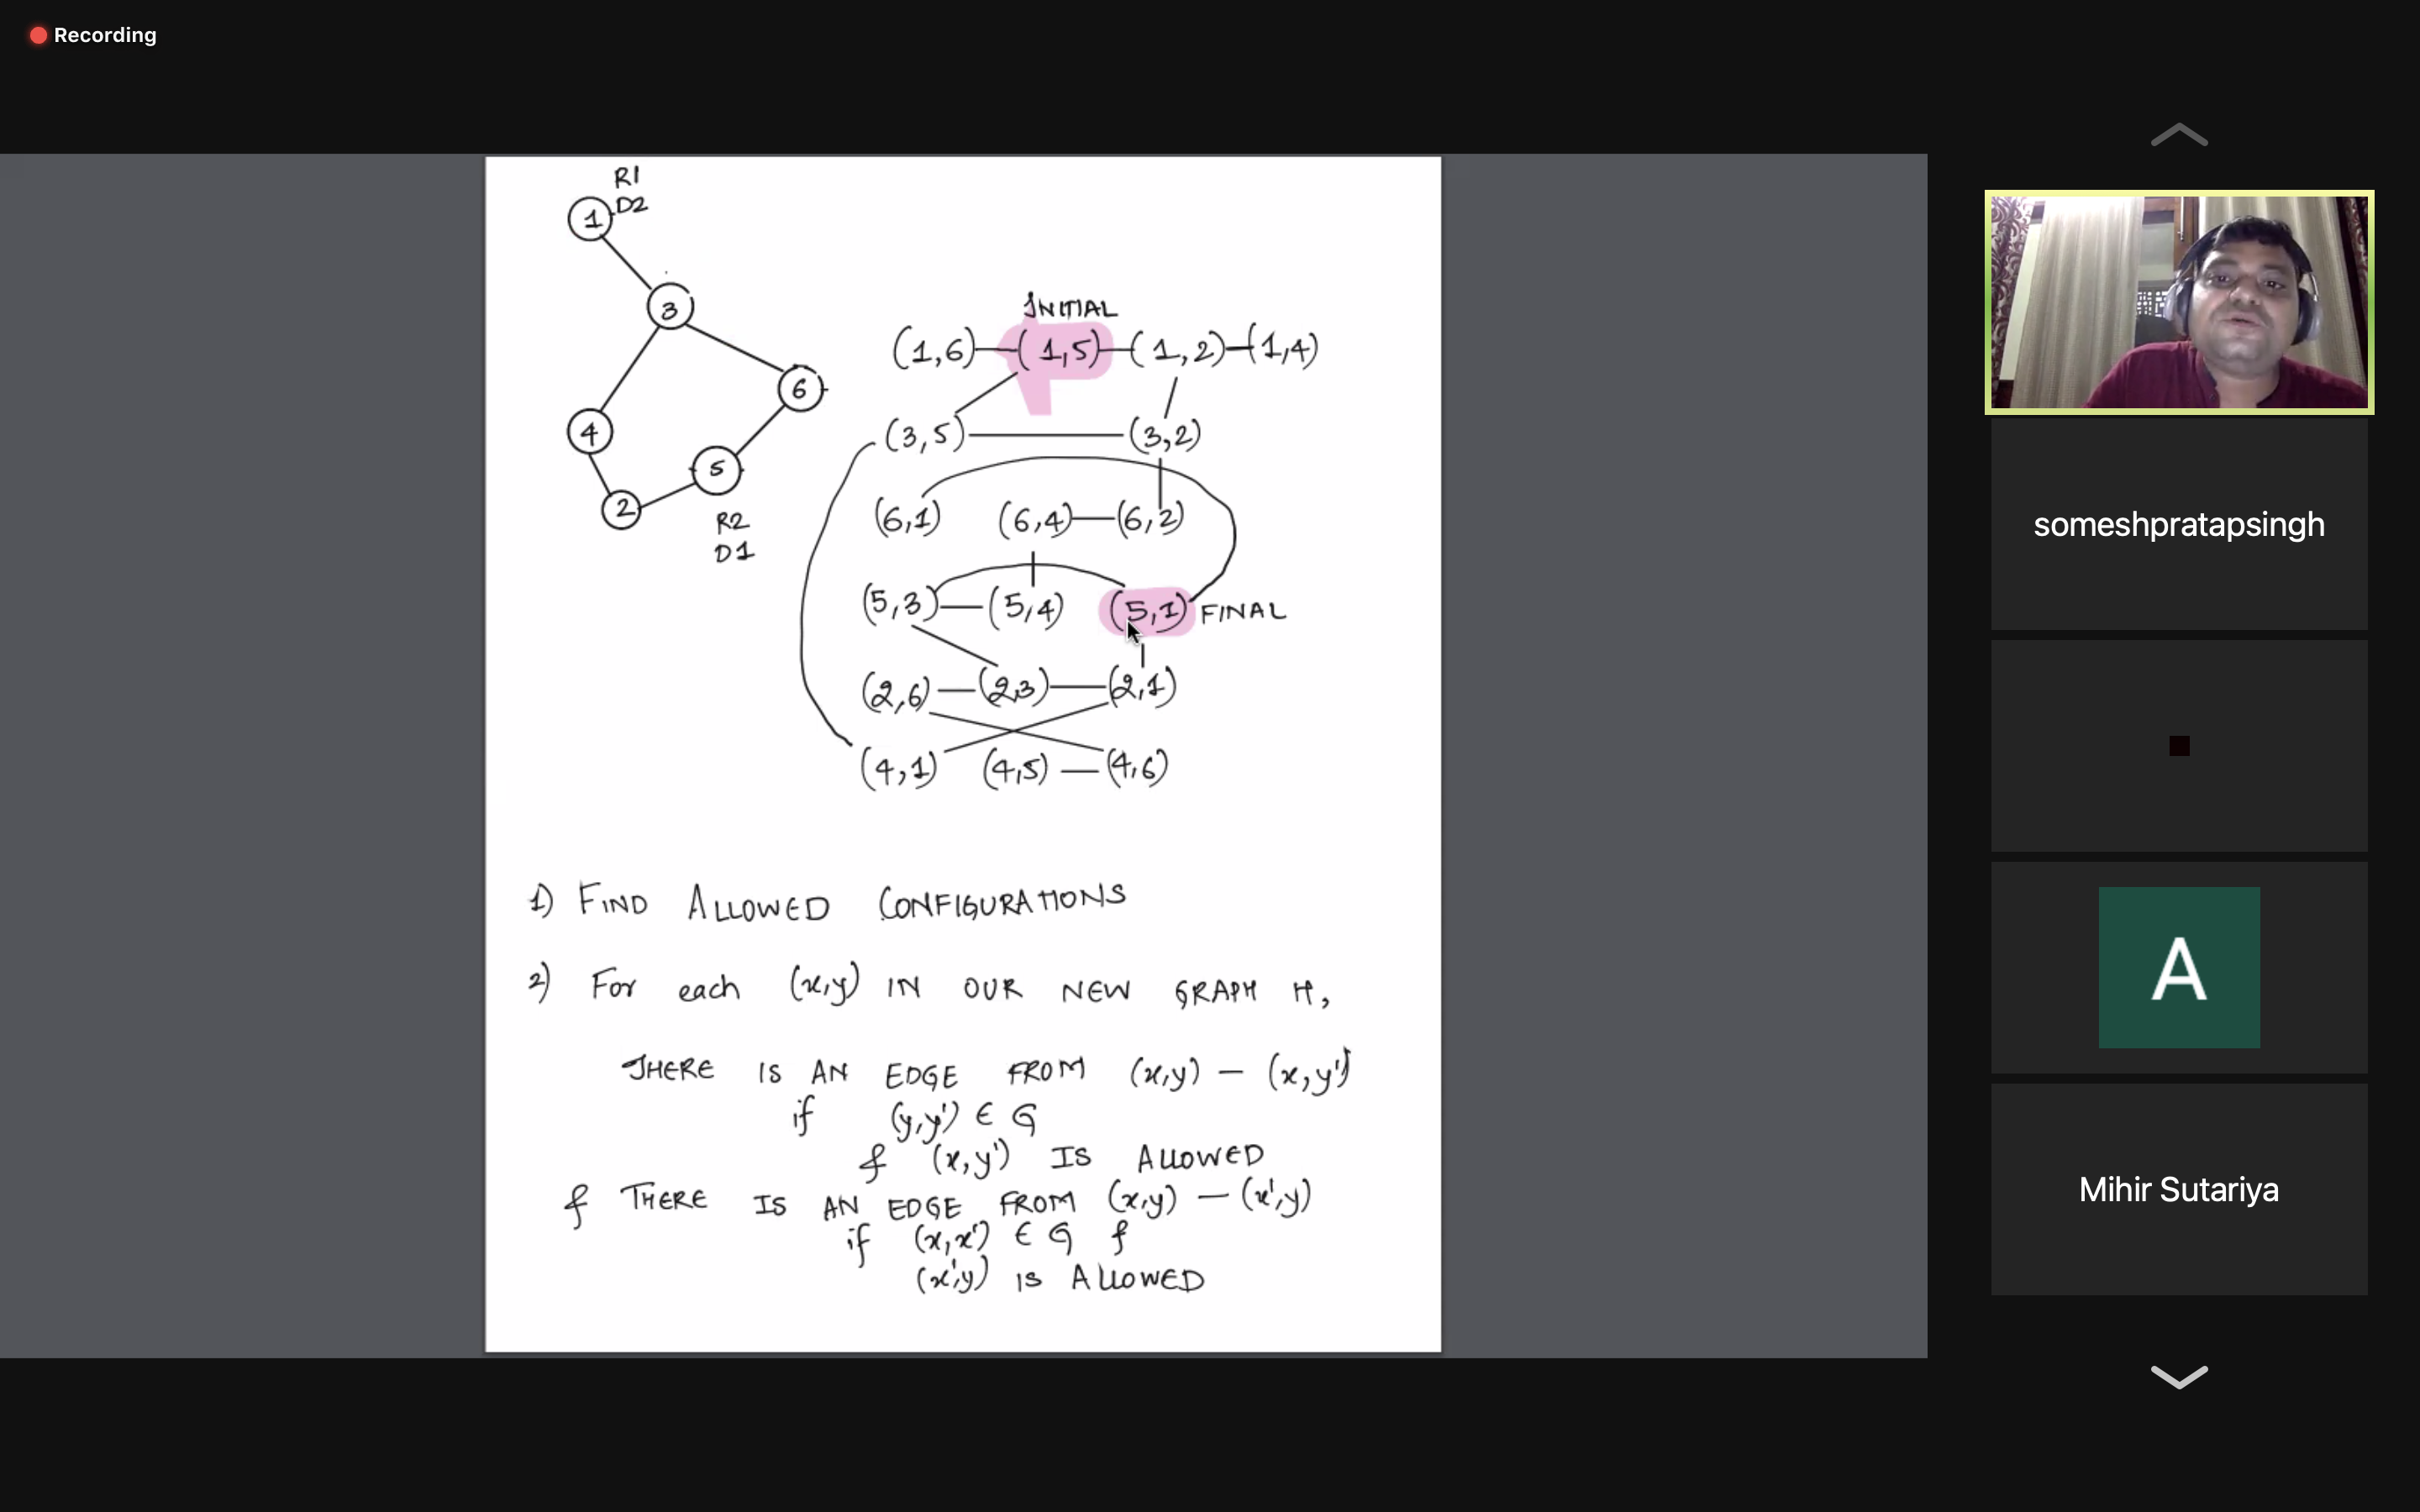 Recording
R1
1 D2
3
6
4
5
2
R2
D1
INITIAL
(1,6) — (1,5) — (1,2) — (1,4)
(3,5) — (3,2)
(6,1) (6,4) — (6,2)
(5,3) — (5,4) (5,1) FINAL
(2,6) — (2,3) — (2,1)
(4,1) (4,5) — (4,6)
1) FIND ALLOWED CONFIGURATIONS
2) For each (x,y) IN OUR NEW GRAPH H,
THERE IS AN EDGE FROM (x,y) — (x,y')
if (y,y') ∈ G
& (x,y') IS ALLOWED
& THERE IS AN EDGE FROM (x,y) — (x',y)
if (x,x') ∈ G &
(x',y) IS ALLOWED
someshpratapsingh
A
Mihir Sutariya